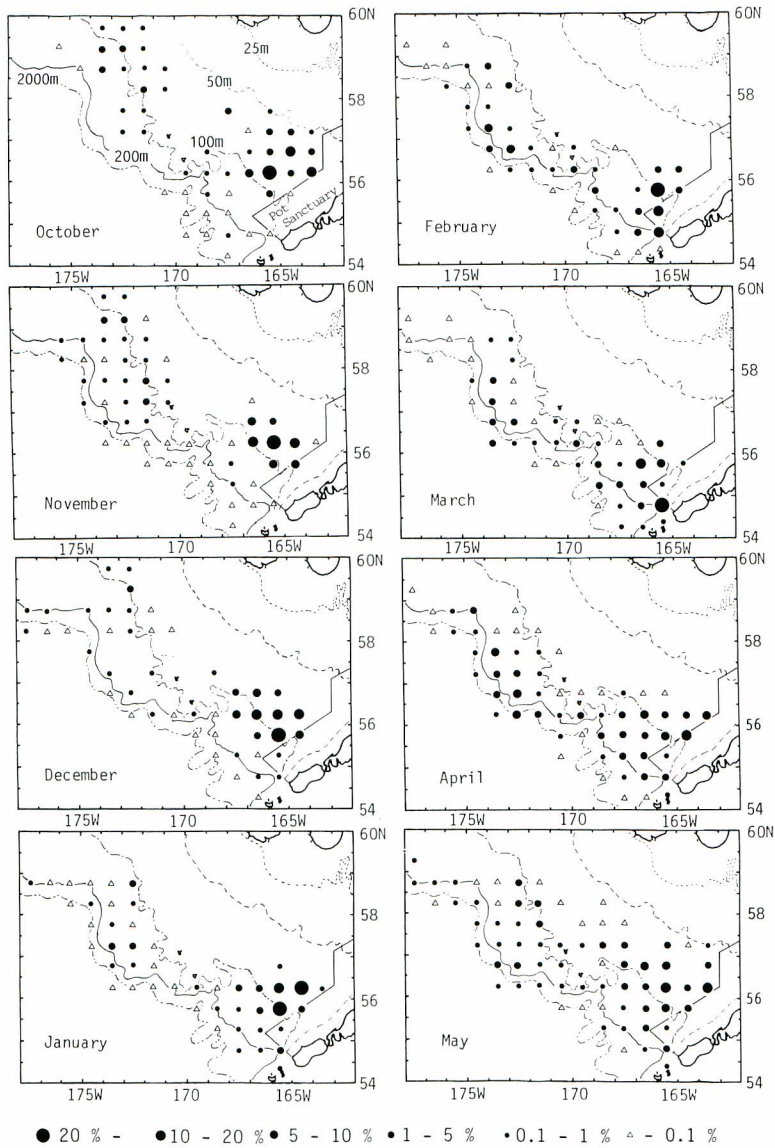 60N
25m
50m
2000m
58
100m
200m
56
Pot Sanctuary
October
54
175W 170 165W
60N
58
56
February
54
175W 170 165W
60N
58
56
November
54
175W 170 165W
60N
58
56
March
54
175W 170 165W
60N
58
56
December
54
175W 170 165W
60N
58
56
April
54
175W 170 165W
60N
58
56
January
54
175W 170 165W
60N
58
56
May
54
175W 170 165W
20 % - 10 - 20 % 5 - 10 % 1 - 5 % 0.1 - 1 % - 0.1 %